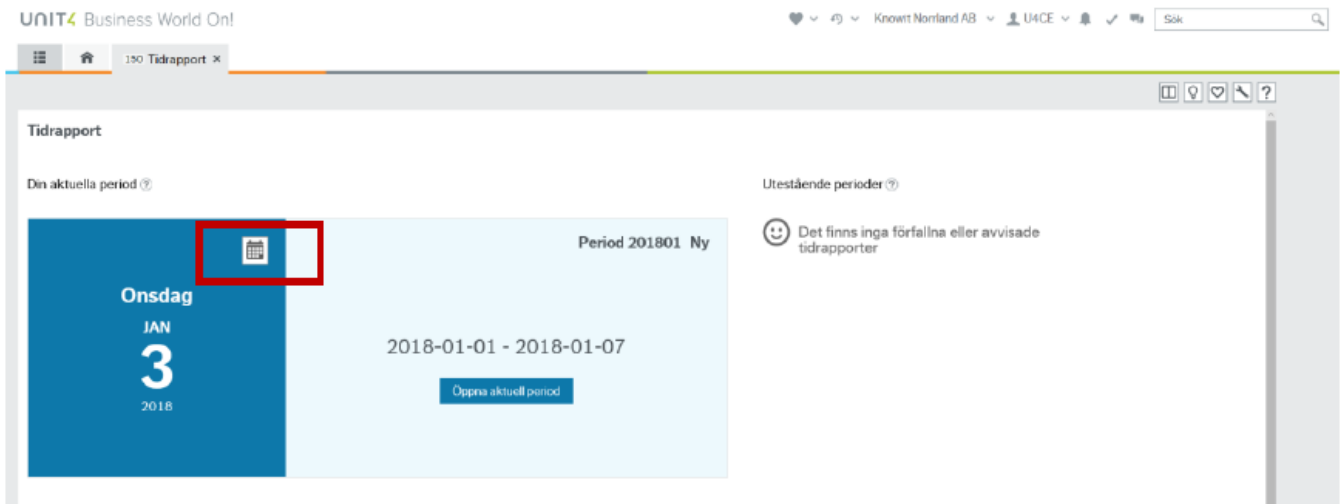 UNIT4 Business World On!
Knowit Norrland AB
U4CE
Sök
150 Tidrapport ×
?
Tidrapport
Din aktuella period ?
Utestående perioder ?
Period 201801 Ny
Det finns inga förfallna eller avvisade
tidrapporter
Onsdag
JAN
3
2018
2018-01-01 - 2018-01-07
Öppna aktuell period